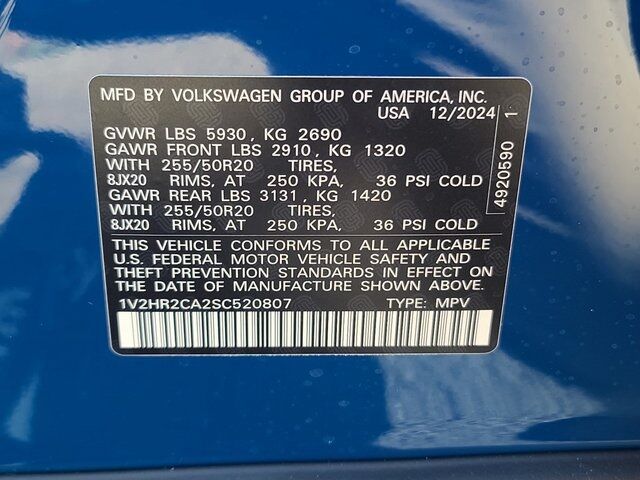 MFD BY VOLKSWAGEN GROUP OF AMERICA, INC.
USA 12/2024
GVWR LBS 5930, KG 2690
GAWR FRONT LBS 2910, KG 1320
WITH 255/50R20 TIRES,
8JX20 RIMS, AT 250 KPA, 36 PSI COLD
GAWR REAR LBS 3131, KG 1420
WITH 255/50R20 TIRES,
8JX20 RIMS, AT 250 KPA, 36 PSI COLD
THIS VEHICLE CONFORMS TO ALL APPLICABLE
U.S. FEDERAL MOTOR VEHICLE SAFETY AND
THEFT PREVENTION STANDARDS IN EFFECT ON
THE DATE OF MANUFACTURE SHOWN ABOVE.
1V2HR2CA2SC520807 TYPE: MPV
4920590 1